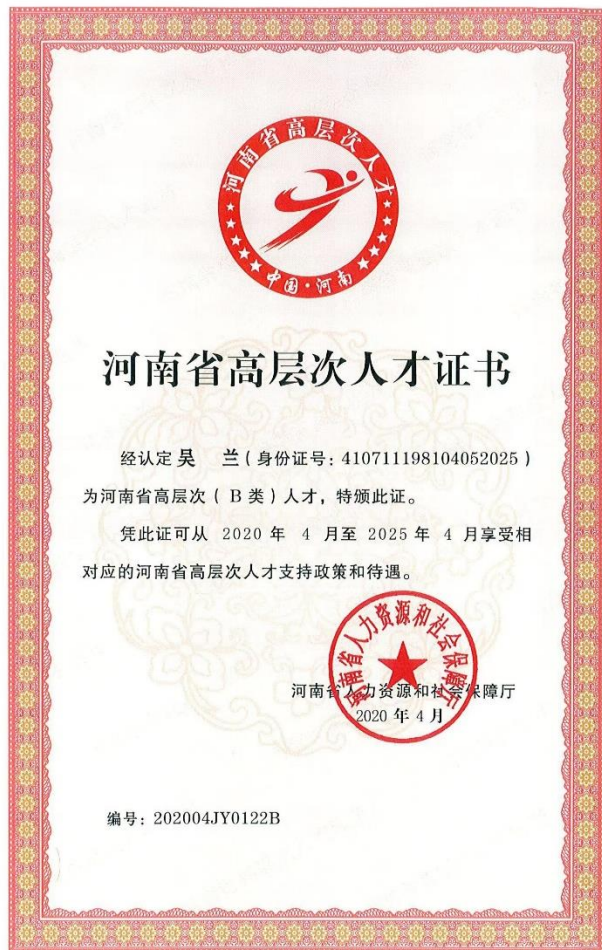 河南省高层次人才
中国·河南
河南省高层次人才证书
经认定 吴 兰 (身份证号: 410711198104052025)
为河南省高层次( B 类) 人才, 特颁此证。
凭此证可从 2020 年 4 月至 2025 年 4 月享受相
对应的河南省高层次人才支持政策和待遇。
河南省人力资源和社会保障厅
河南省人力资源和社会保障厅
2020 年 4 月
编号: 202004JY0122B